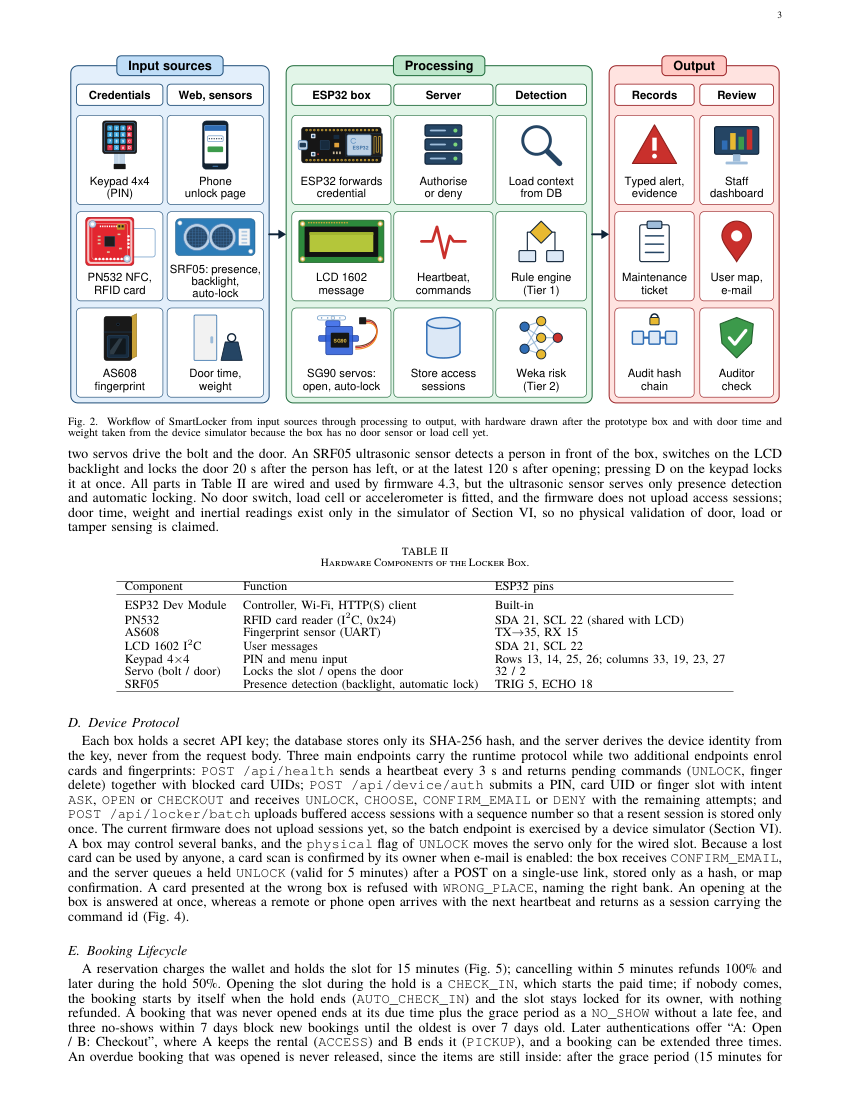 3
Input sources
Processing
Output
Credentials
Web, sensors
ESP32 box
Server
Detection
Records
Review
Keypad 4x4
(PIN)
Phone
unlock page
ESP32
ESP32 forwards
credential
Authorise
or deny
Load context
from DB
Typed alert,
evidence
Staff
dashboard
PN532 NFC,
RFID card
SRF05: presence,
backlight,
auto-lock
LCD 1602
message
Heartbeat,
commands
Rule engine
(Tier 1)
Maintenance
ticket
User map,
e-mail
AS608
fingerprint
Door time,
weight
SG90
SG90 servos:
open, auto-lock
Store access
sessions
Weka risk
(Tier 2)
Audit hash
chain
Auditor
check
Fig. 2. Workflow of SmartLocker from input sources through processing to output, with hardware drawn after the prototype box and with door time and
weight taken from the device simulator because the box has no door sensor or load cell yet.
two servos drive the bolt and the door. An SRF05 ultrasonic sensor detects a person in front of the box, switches on the LCD
backlight and locks the door 20 s after the person has left, or at the latest 120 s after opening; pressing D on the keypad locks
it at once. All parts in Table II are wired and used by firmware 4.3, but the ultrasonic sensor serves only presence detection
and automatic locking. No door switch, load cell or accelerometer is fitted, and the firmware does not upload access sessions;
door time, weight and inertial readings exist only in the simulator of Section VI, so no physical validation of door, load or
tamper sensing is claimed.
TABLE II
Hardware Components of the Locker Box.
Component Function ESP32 pins
ESP32 Dev Module Controller, Wi-Fi, HTTP(S) client Built-in
PN532 RFID card reader (I²C, 0x24) SDA 21, SCL 22 (shared with LCD)
AS608 Fingerprint sensor (UART) TX→35, RX 15
LCD 1602 I²C User messages SDA 21, SCL 22
Keypad 4×4 PIN and menu input Rows 13, 14, 25, 26; columns 33, 19, 23, 27
Servo (bolt / door) Locks the slot / opens the door 32 / 2
SRF05 Presence detection (backlight, automatic lock) TRIG 5, ECHO 18
D. Device Protocol
Each box holds a secret API key; the database stores only its SHA-256 hash, and the server derives the device identity from
the key, never from the request body. Three main endpoints carry the runtime protocol while two additional endpoints enrol
cards and fingerprints: POST /api/health sends a heartbeat every 3 s and returns pending commands (UNLOCK, finger
delete) together with blocked card UIDs; POST /api/device/auth submits a PIN, card UID or finger slot with intent
ASK, OPEN or CHECKOUT and receives UNLOCK, CHOOSE, CONFIRM_EMAIL or DENY with the remaining attempts; and
POST /api/locker/batch uploads buffered access sessions with a sequence number so that a resent session is stored only
once. The current firmware does not upload sessions yet, so the batch endpoint is exercised by a device simulator (Section VI).
A box may control several banks, and the physical flag of UNLOCK moves the servo only for the wired slot. Because a lost
card can be used by anyone, a card scan is confirmed by its owner when e-mail is enabled: the box receives CONFIRM_EMAIL,
and the server queues a held UNLOCK (valid for 5 minutes) after a POST on a single-use link, stored only as a hash, or map
confirmation. A card presented at the wrong box is refused with WRONG_PLACE, naming the right bank. An opening at the
box is answered at once, whereas a remote or phone open arrives with the next heartbeat and returns as a session carrying the
command id (Fig. 4).
E. Booking Lifecycle
A reservation charges the wallet and holds the slot for 15 minutes (Fig. 5); cancelling within 5 minutes refunds 100% and
later during the hold 50%. Opening the slot during the hold is a CHECK_IN, which starts the paid time; if nobody comes,
the booking starts by itself when the hold ends (AUTO_CHECK_IN) and the slot stays locked for its owner, with nothing
refunded. A booking that was never opened ends at its due time plus the grace period as a NO_SHOW without a late fee, and
three no-shows within 7 days block new bookings until the oldest is over 7 days old. Later authentications offer “A: Open
/ B: Checkout”, where A keeps the rental (ACCESS) and B ends it (PICKUP), and a booking can be extended three times.
An overdue booking that was opened is never released, since the items are still inside: after the grace period (15 minutes for